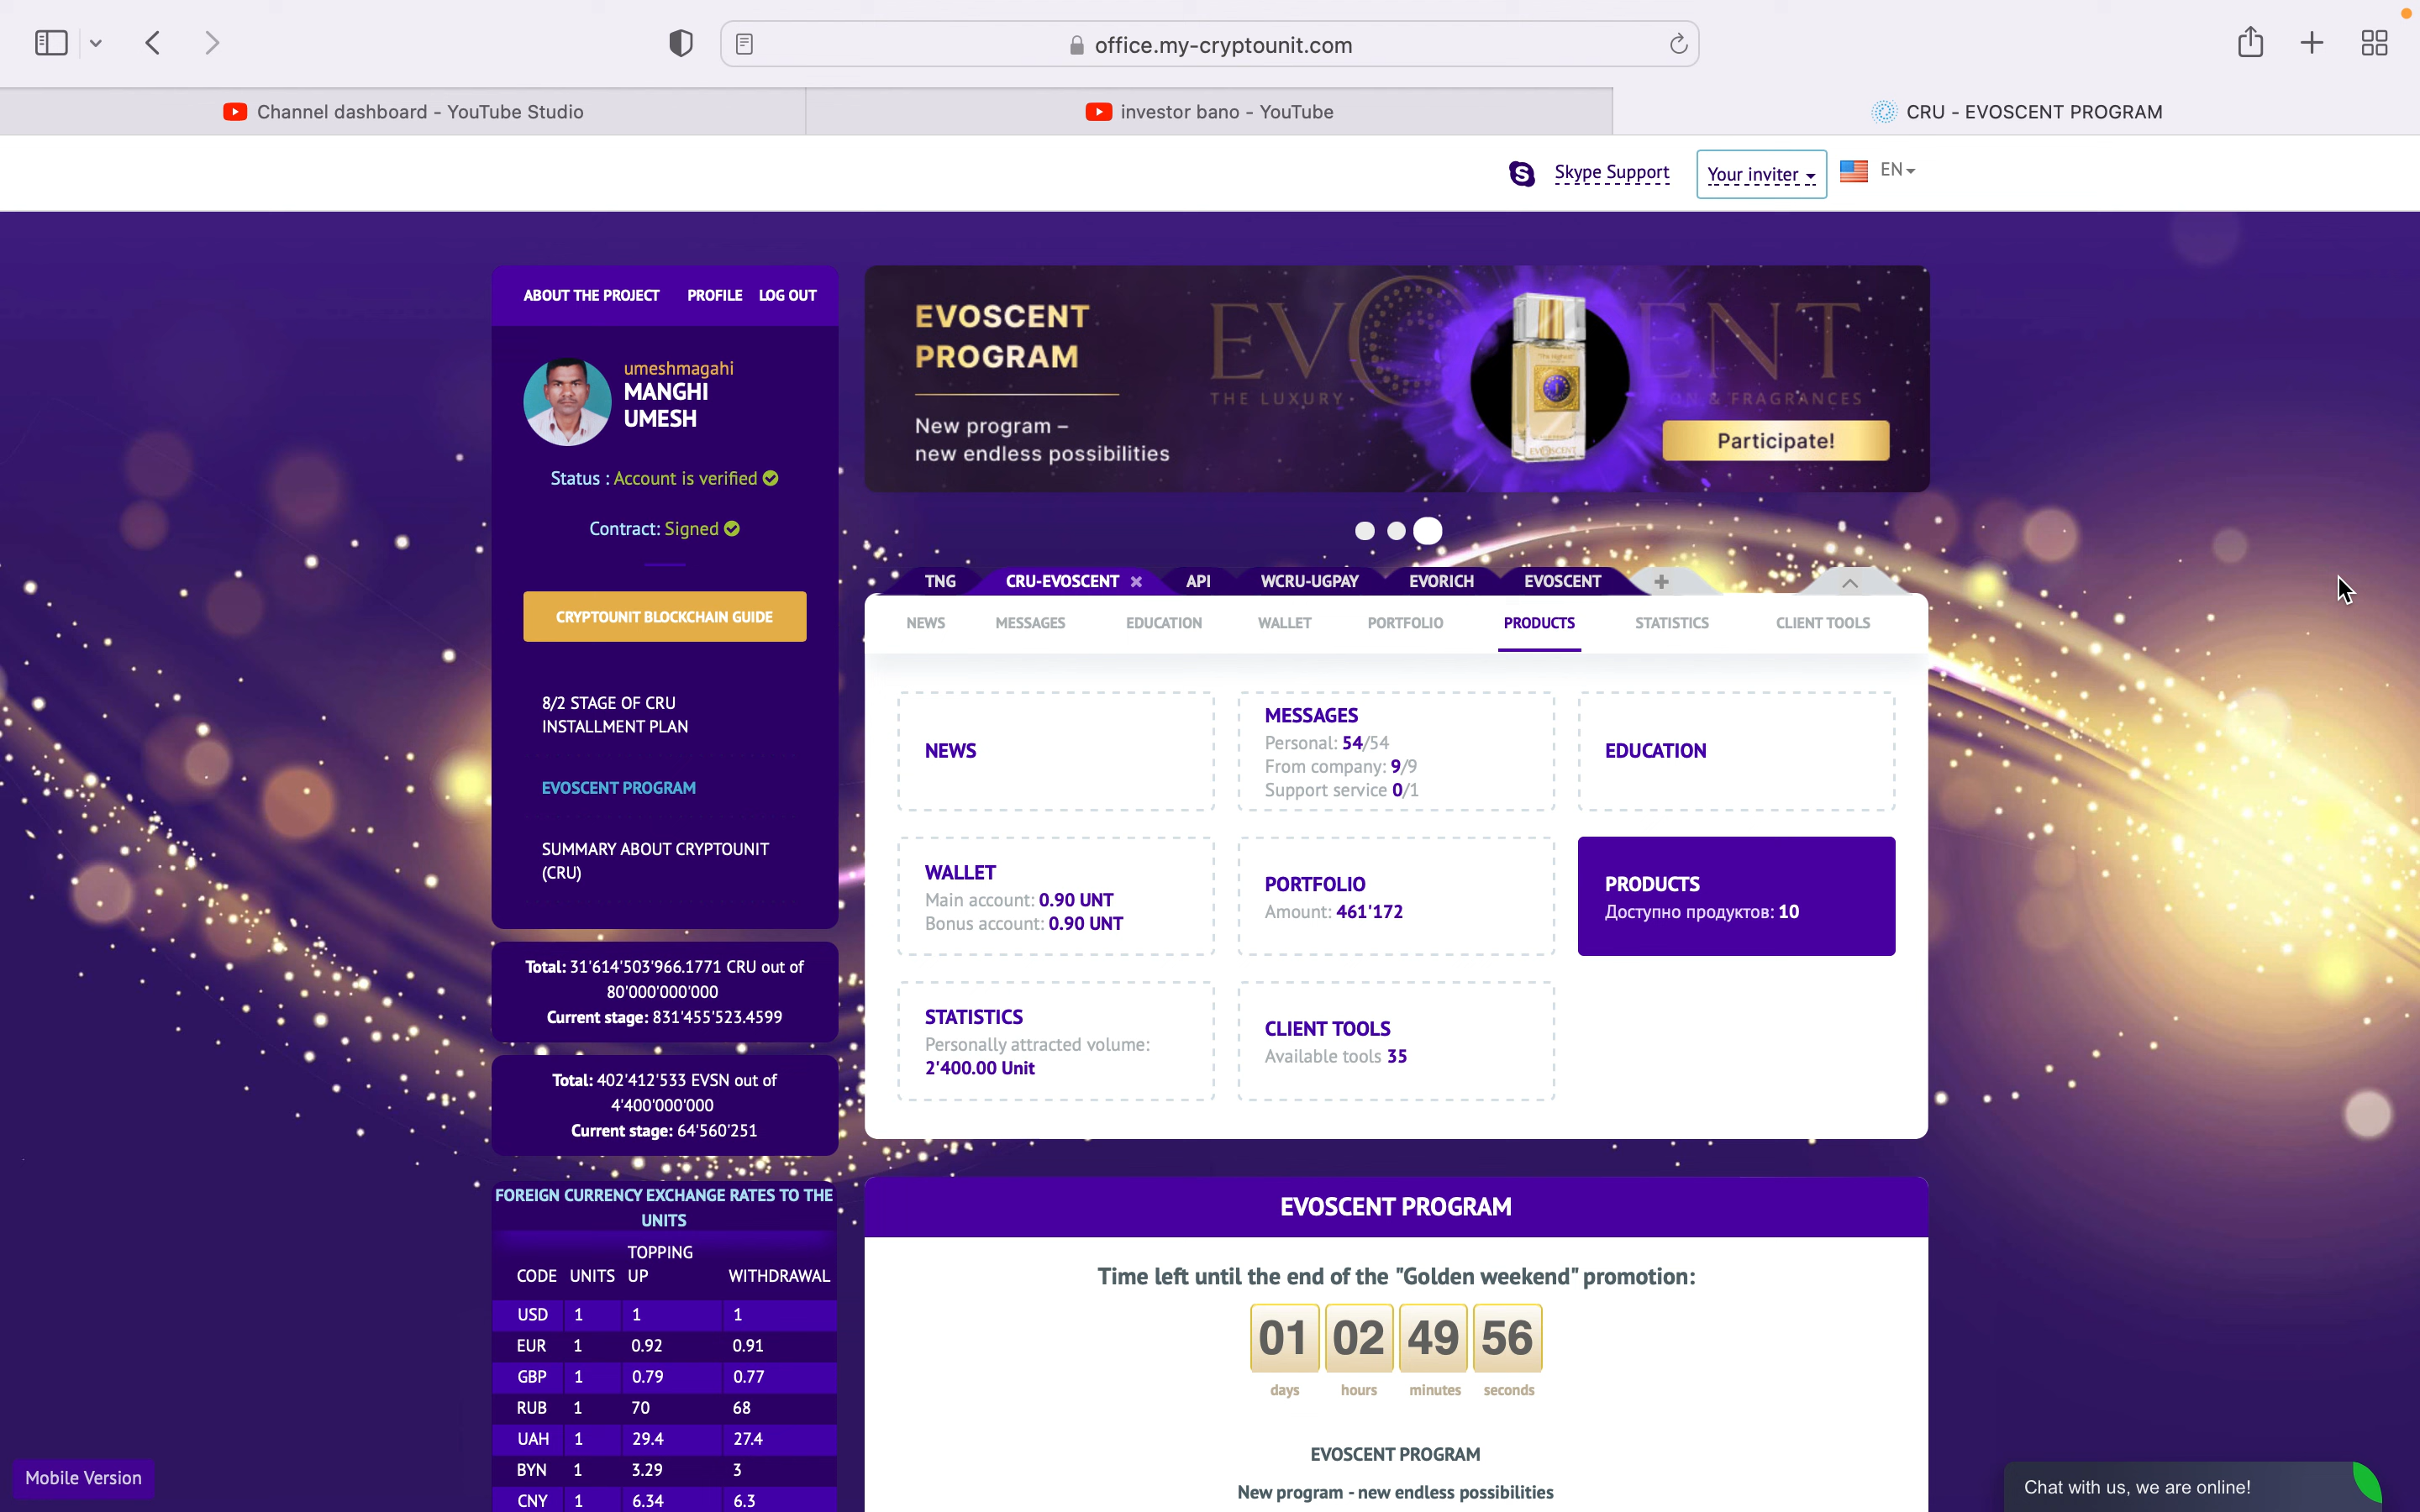 office.my-cryptounit.com
Channel dashboard - YouTube Studio
investor bano - YouTube
CRU - EVOSCENT PROGRAM
Skype Support
Your inviter
EN
ABOUT THE PROJECT PROFILE LOG OUT
umeshmagahi
MANGHI
UMESH
Status : Account is verified
Contract: Signed
CRYPTOUNIT BLOCKCHAIN GUIDE
8/2 STAGE OF CRU
INSTALLMENT PLAN
EVOSCENT PROGRAM
SUMMARY ABOUT CRYPTOUNIT
(CRU)
Total: 31'614'503'966.1771 CRU out of
80'000'000'000
Current stage: 831'455'523.4599
Total: 402'412'533 EVSN out of
4'400'000'000
Current stage: 64'560'251
FOREIGN CURRENCY EXCHANGE RATES TO THE
UNITS
CODE UNITS TOPPING UP WITHDRAWAL
USD 1 1 1
EUR 1 0.92 0.91
GBP 1 0.79 0.77
RUB 1 70 68
UAH 1 29.4 27.4
BYN 1 3.29 3
CNY 1 6.34 6.3
Mobile Version
EVOSCENT
PROGRAM
New program –
new endless possibilities
EVOSCENT
THE LUXURY & FRAGRANCES
EVOSCENT
Participate!
TNG CRU-EVOSCENT API WCRU-UGPAY EVORICH EVOSCENT
NEWS MESSAGES EDUCATION WALLET PORTFOLIO PRODUCTS STATISTICS CLIENT TOOLS
NEWS
MESSAGES
Personal: 54/54
From company: 9/9
Support service 0/1
EDUCATION
WALLET
Main account: 0.90 UNT
Bonus account: 0.90 UNT
PORTFOLIO
Amount: 461'172
PRODUCTS
Доступно продуктов: 10
STATISTICS
Personally attracted volume:
2'400.00 Unit
CLIENT TOOLS
Available tools 35
EVOSCENT PROGRAM
Time left until the end of the "Golden weekend" promotion:
01 02 49 56
days hours minutes seconds
EVOSCENT PROGRAM
New program - new endless possibilities
Chat with us, we are online!